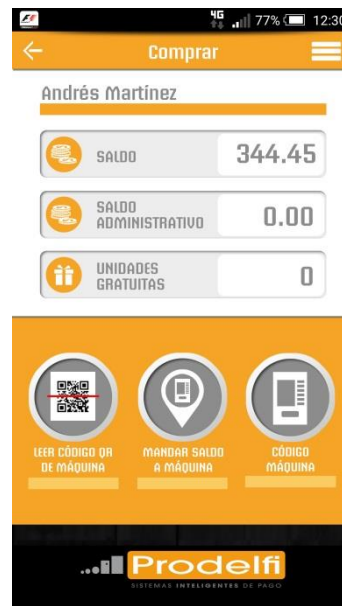 4G 77% 12:30
Comprar
Andrés Martínez
SALDO 344.45
SALDO
ADMINISTRATIVO 0.00
UNIDADES
GRATUITAS 0
LEER CÓDIGO QR
DE MÁQUINA
MANDAR SALDO
A MÁQUINA
CÓDIGO
MÁQUINA
Prodelfi
SISTEMAS INTELIGENTES DE PAGO